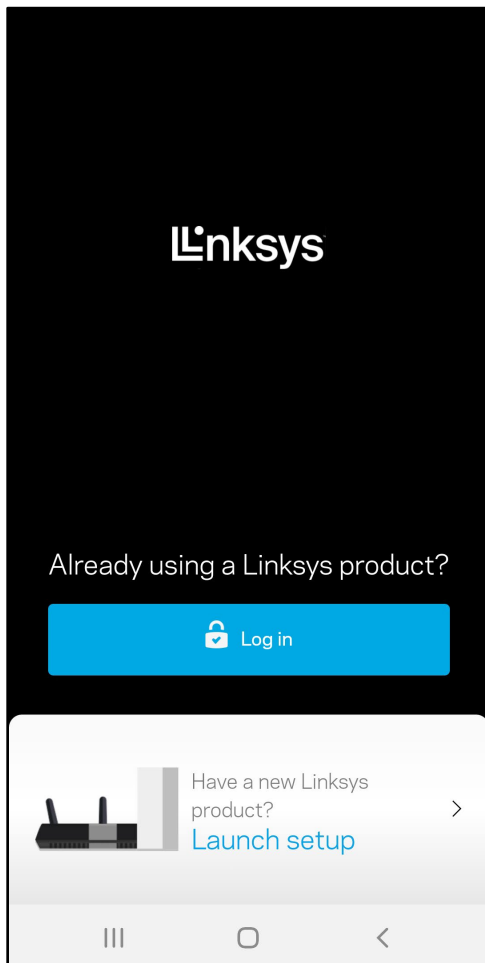 Linksys
Already using a Linksys product?
Log in
Have a new Linksys
product?
Launch setup